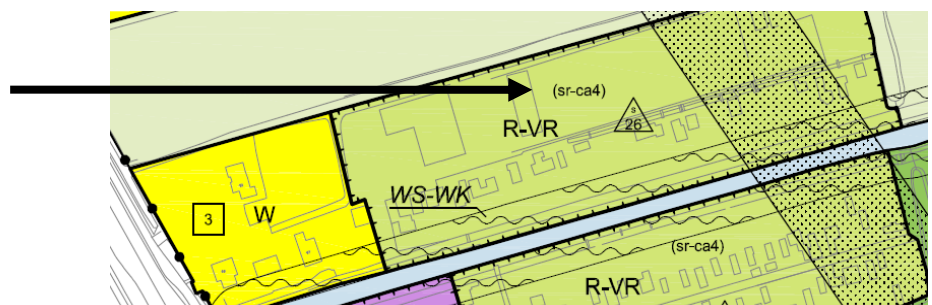 (sr-ca4)
s
26
R-VR
WS-WK
3
W
(sr-ca4)
R-VR